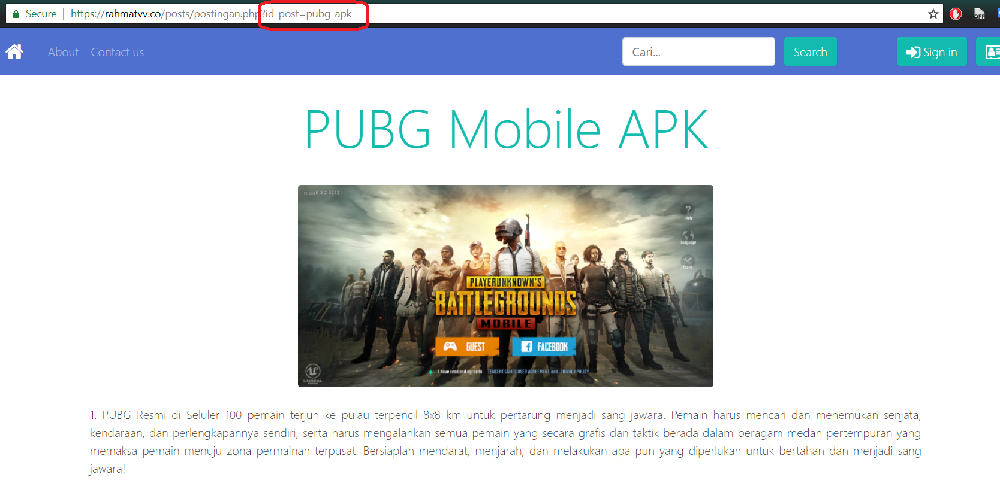 Secure https://rahmatvv.co/posts/postingan.php?id_post=pubg_apk
OFF
About Contact us Cari... Search Sign in
PUBG Mobile APK
Version 0.3.2.3212
?
Help
Language
Repair
PLAYERUNKNOWN'S
BATTLEGROUNDS
MOBILE
GUEST FACEBOOK
I have read and agree to TENCENT GAMES USER AGREEMENT and PRIVACY POLICY
UNREAL
1. PUBG Resmi di Seluler 100 pemain terjun ke pulau terpencil 8x8 km untuk pertarung menjadi sang jawara. Pemain harus mencari dan menemukan senjata,
kendaraan, dan perlengkapannya sendiri, serta harus mengalahkan semua pemain yang secara grafis dan taktik berada dalam beragam medan pertempuran yang
memaksa pemain menuju zona permainan terpusat. Bersiaplah mendarat, menjarah, dan melakukan apa pun yang diperlukan untuk bertahan dan menjadi sang
jawara!